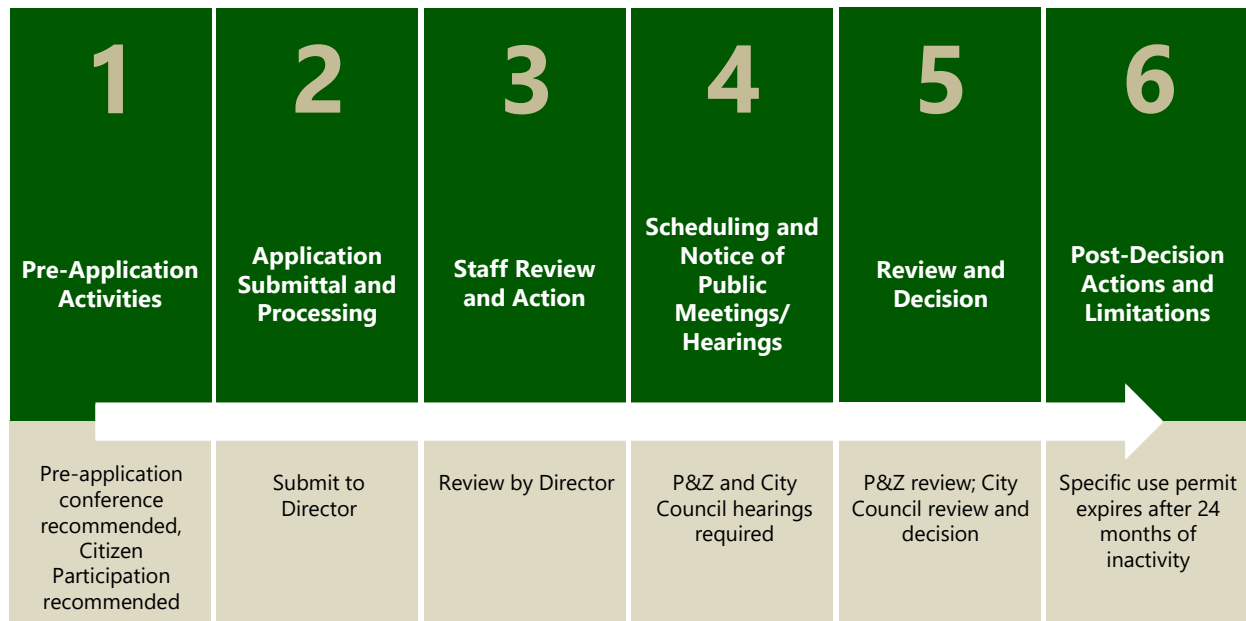 1
Pre-Application
Activities
Pre-application
conference
recommended,
Citizen
Participation
recommended
2
Application
Submittal and
Processing
Submit to
Director
3
Staff Review
and Action
Review by Director
4
Scheduling and
Notice of
Public
Meetings/
Hearings
P&Z and City
Council hearings
required
5
Review and
Decision
P&Z review; City
Council review and
decision
6
Post-Decision
Actions and
Limitations
Specific use permit
expires after 24
months of
inactivity